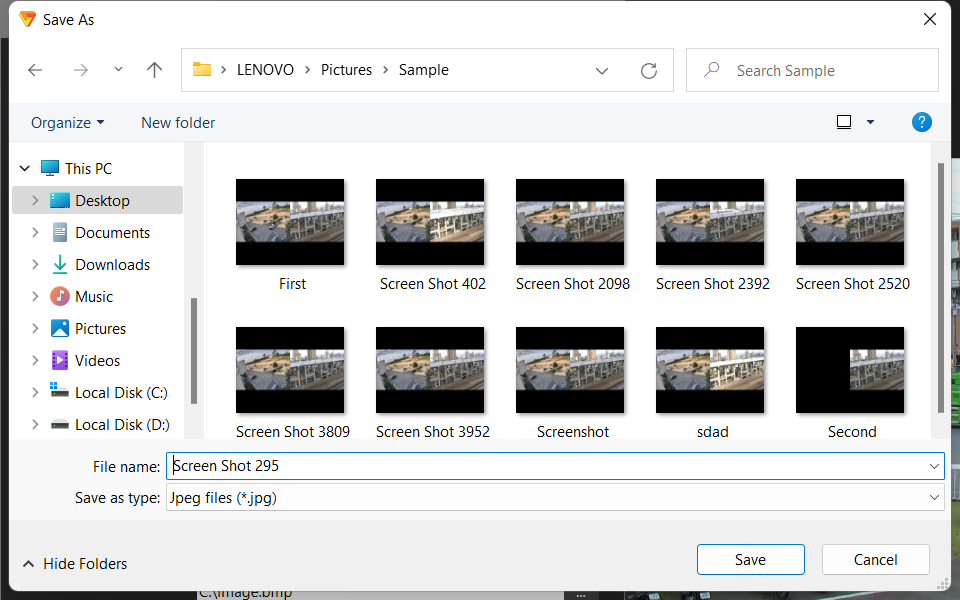 Save As
LENOVO
Pictures
Sample
Search Sample
Organize
New folder
?
This PC
Desktop
Documents
Downloads
Music
Pictures
Videos
Local Disk (C:)
Local Disk (D:)
First
Screen Shot 402
Screen Shot 2098
Screen Shot 2392
Screen Shot 2520
Screen Shot 3809
Screen Shot 3952
Screenshot
sdad
Second
File name: Screen Shot 295
Save as type: Jpeg files (*.jpg)
Hide Folders
Save
Cancel
C:\image.bmp
...